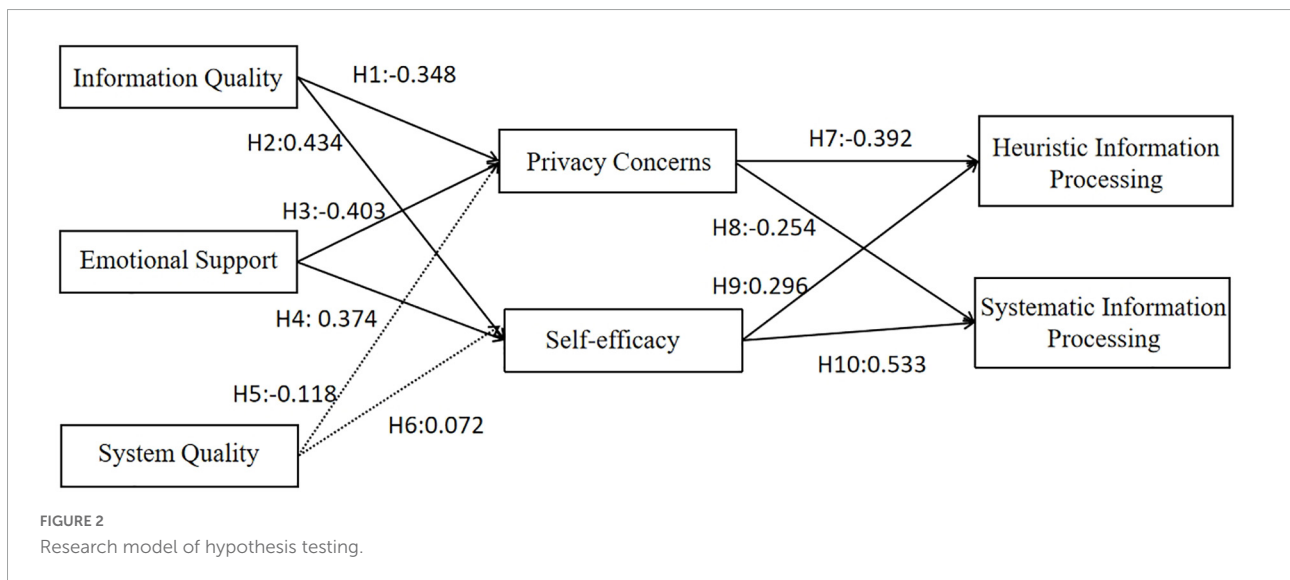 Information Quality
H1:-0.348
H2:0.434
Privacy Concerns
H7:-0.392
Heuristic Information
Processing
H3:-0.403
Emotional Support
H8:-0.254
H9:0.296
H4: 0.374
Self-efficacy
Systematic Information
Processing
H10:0.533
H5:-0.118
H6:0.072
System Quality
FIGURE 2
Research model of hypothesis testing.